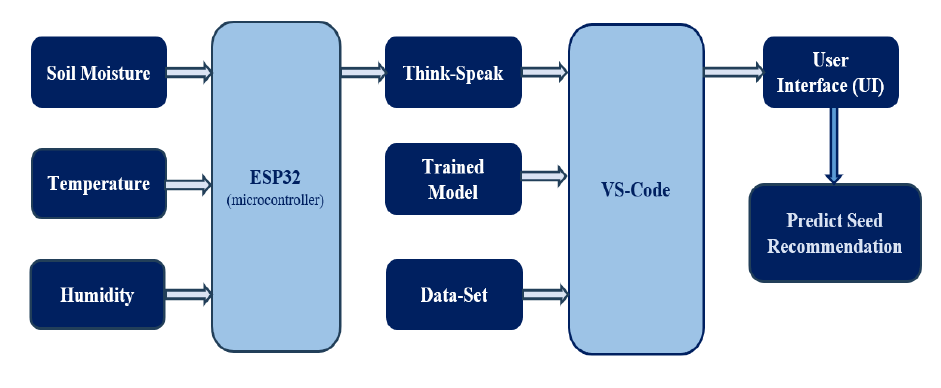 Soil Moisture
Temperature
Humidity
ESP32
(microcontroller)
Think-Speak
Trained
Model
Data-Set
VS-Code
User
Interface (UI)
Predict Seed
Recommendation